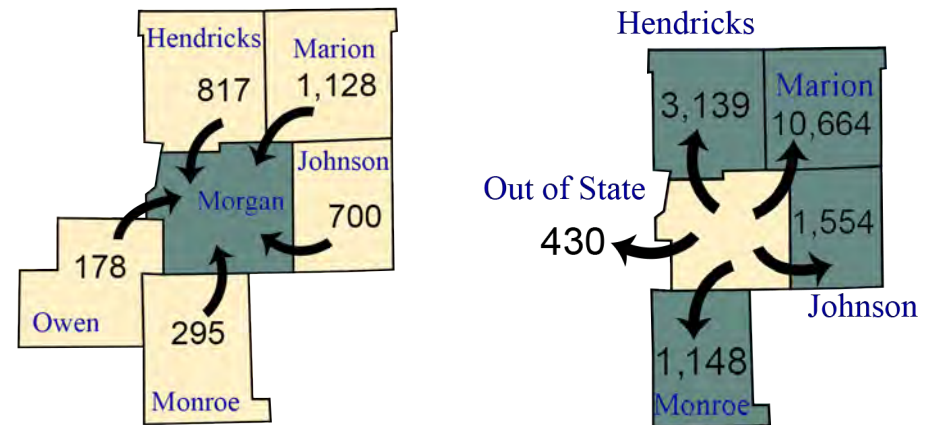 Hendricks
817
Marion
1,128
Johnson
700
Morgan
178
Owen
295
Monroe
Hendricks
3,139
Marion
10,664
Out of State
430
1,554
Johnson
1,148
Monroe